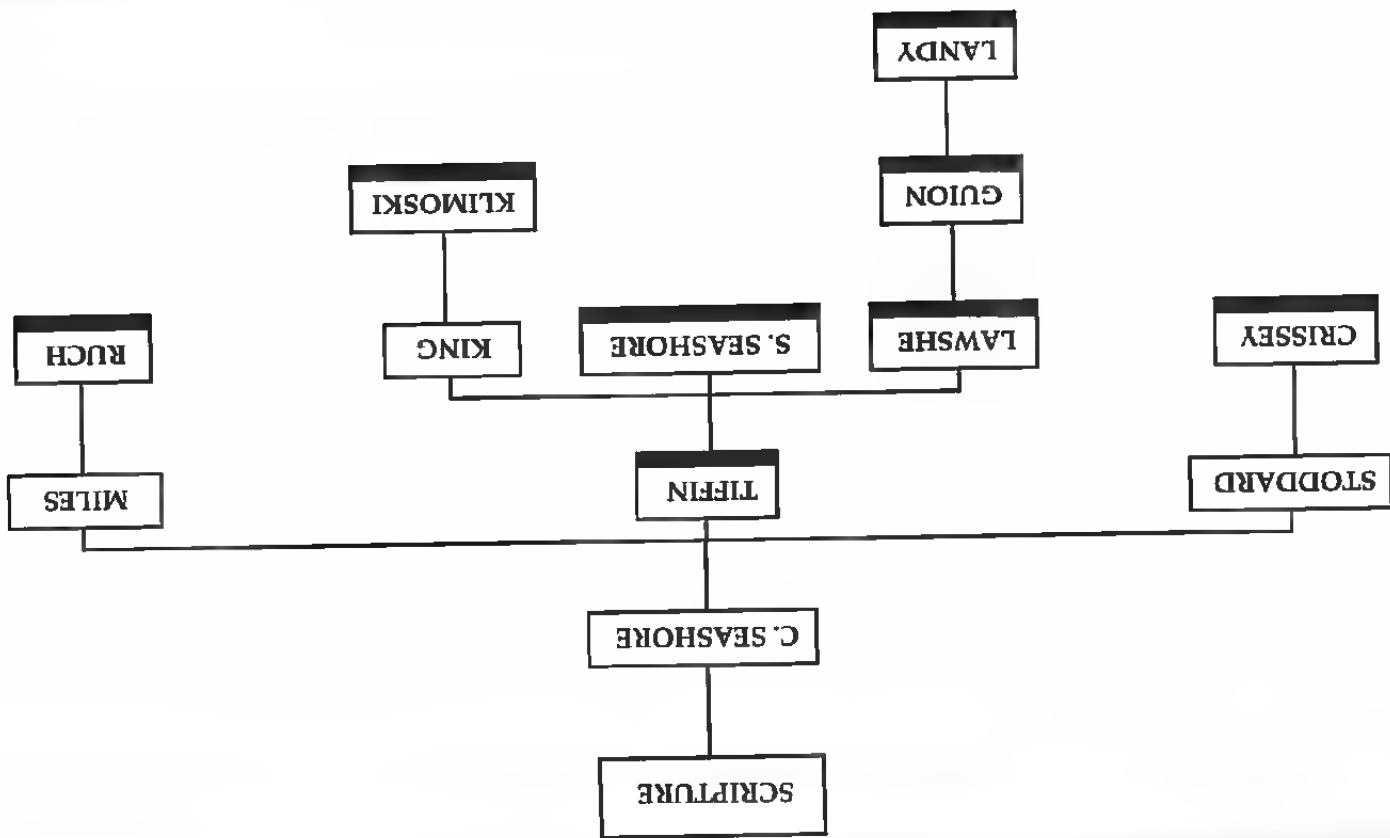 SCRIPTURE
C. SEASHORE
STODDARD
TIFFIN
MILES
CRISSEY
LAWSHE
S. SEASHORE
KING
RUCH
GUION
KLIMOSKI
LANDY